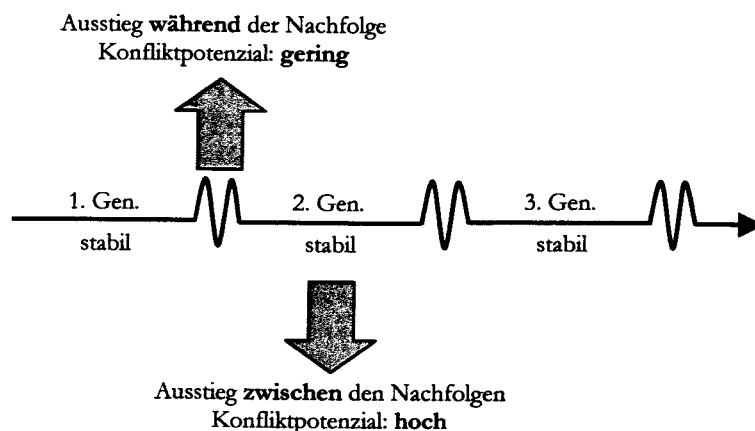 Ausstieg während der Nachfolge
Konfliktpotenzial: gering
1. Gen.
2. Gen.
3. Gen.
stabil
stabil
stabil
Ausstieg zwischen den Nachfolgen
Konfliktpotenzial: hoch